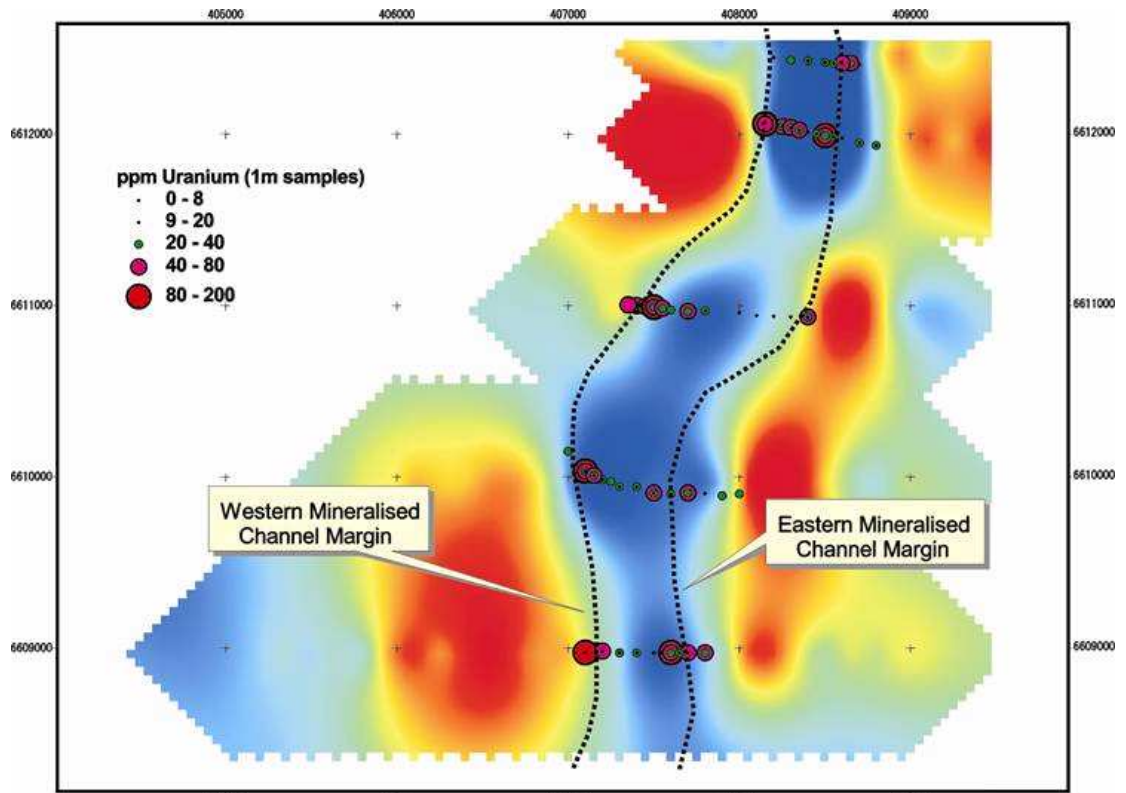 405000 406000 407000 408000 409000
6612000 6612000
ppm Uranium (1m samples)
0 - 8
9 - 20
20 - 40
40 - 80
80 - 200
6611000 6611000
6610000 6610000
Western Mineralised
Channel Margin
Eastern Mineralised
Channel Margin
6609000 6609000